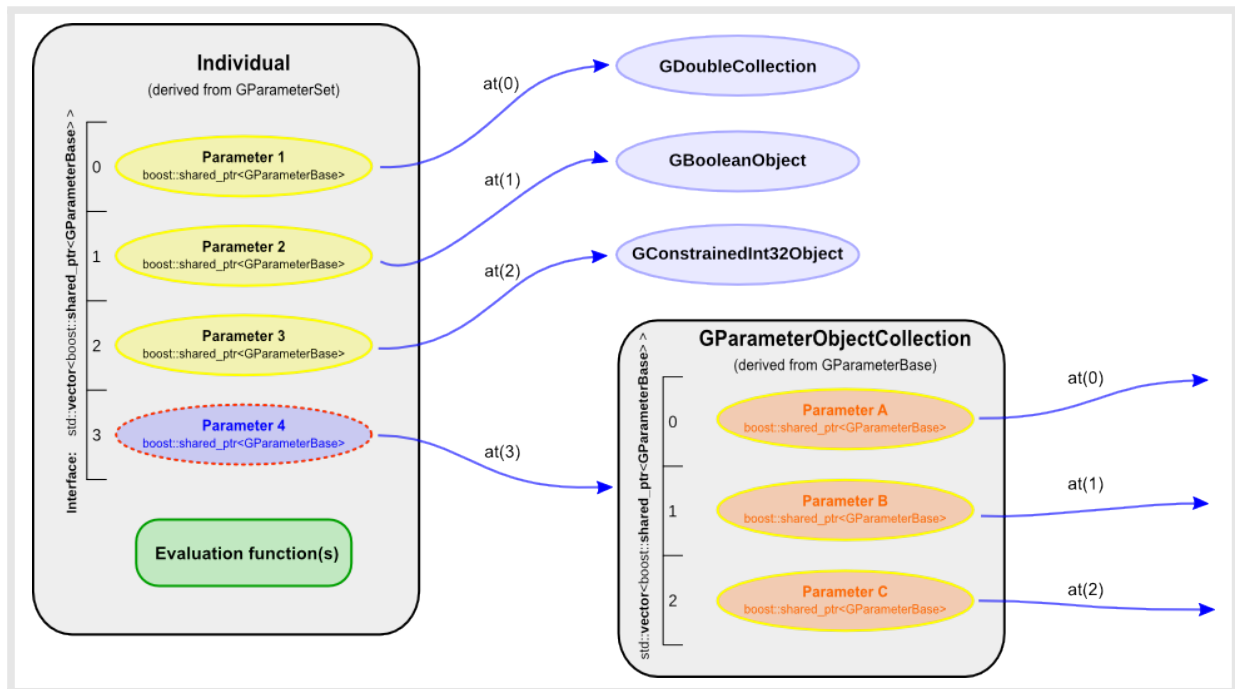 Individual
(derived from GParameterSet)
Interface: std::vector<boost::shared_ptr<GParameterBase> >
0
Parameter 1
boost::shared_ptr<GParameterBase>
1
Parameter 2
boost::shared_ptr<GParameterBase>
2
Parameter 3
boost::shared_ptr<GParameterBase>
3
Parameter 4
boost::shared_ptr<GParameterBase>
Evaluation function(s)
at(0)
GDoubleCollection
at(1)
GBooleanObject
at(2)
GConstrainedInt32Object
at(3)
GParameterObjectCollection
(derived from GParameterBase)
std::vector<boost::shared_ptr<GParameterBase> >
0
Parameter A
boost::shared_ptr<GParameterBase>
at(0)
1
Parameter B
boost::shared_ptr<GParameterBase>
at(1)
2
Parameter C
boost::shared_ptr<GParameterBase>
at(2)